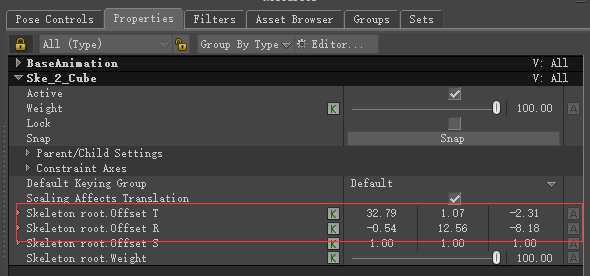 Pose Controls Properties Filters Asset Browser Groups Sets
All (Type) Group By Type Editor...
BaseAnimation V: All
Ske_2_Cube V: All
Active
Weight K 100.00 A
Lock
Snap Snap
Parent/Child Settings
Constraint Axes
Default Keying Group Default
Scaling Affects Translation
Skeleton root.Offset T K 32.79 1.07 -2.31 A
Skeleton root.Offset R K -0.54 12.56 -8.18 A
Skeleton root.Offset S K 1.00 1.00 1.00 A
Skeleton root.Weight K 100.00 A